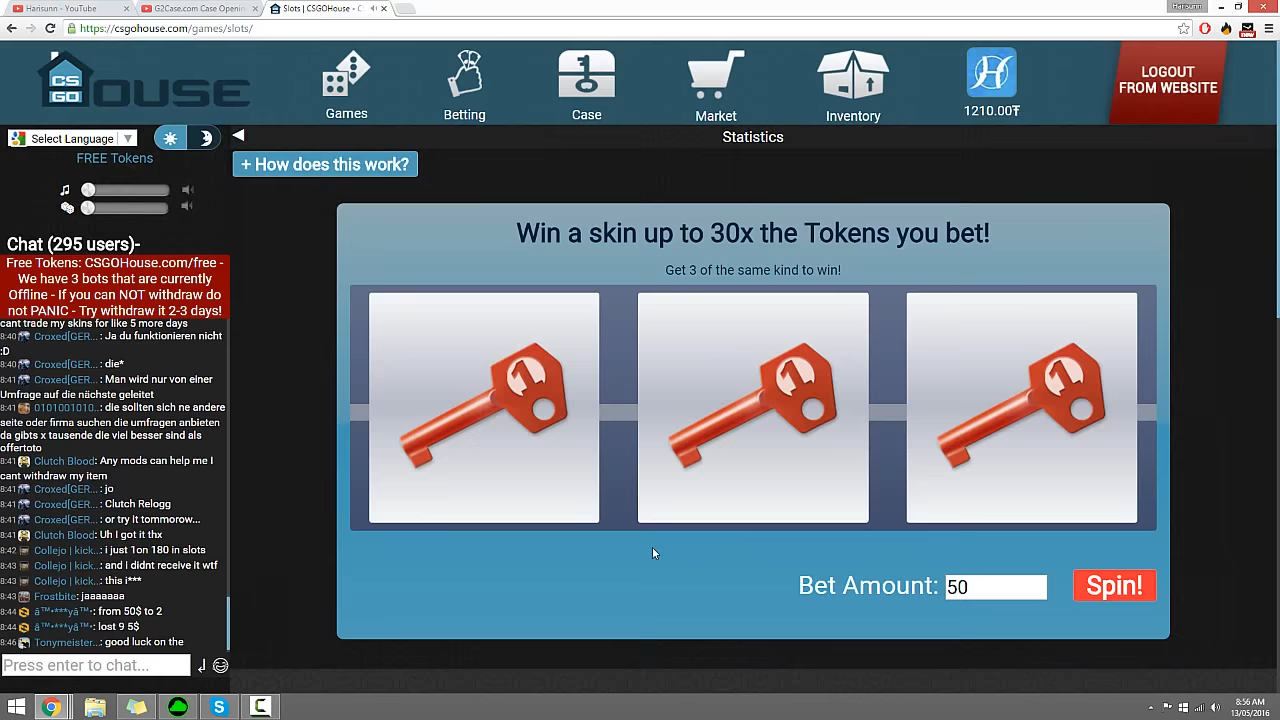 Harisunn
Harisunn - YouTube
G2Case.com Case Opening
Slots | CSGOHouse - C
https://csgohouse.com/games/slots/
new
CS
GO
HOUSE
Games
Betting
Case
Market
Inventory
1210.00₸
LOGOUT
FROM WEBSITE
Select Language
FREE Tokens
Statistics
+ How does this work?
Chat (295 users)-
Free Tokens: CSGOHouse.com/free -
We have 3 bots that are currently
Offline - If you can NOT withdraw do
not PANIC - Try withdraw it 2-3 days!
cant trade my skins for like 5 more days
8:40 Croxed[GER... : Ja du funktionieren nicht
:D
8:40 Croxed[GER... : die*
8:41 Croxed[GER... : Man wird nur von einer
Umfrage auf die nächste geleitet
8:41 0101001010... : die sollten sich ne andere
seite oder firma suchen die umfragen anbieten
da gibts x tausende die viel besser sind als
offertoto
8:41 Clutch Blood: Any mods can help me I
cant withdraw my item
8:41 Croxed[GER... : jo
8:41 Croxed[GER... : Clutch Relogg
8:41 Croxed[GER... : or try It tommorow...
8:41 Clutch Blood: Uh I got it thx
8:42 Collejo | kick... : i just 1on 180 in slots
8:43 Collejo | kick... : and i didnt receive it wtf
8:43 Collejo | kick... : this i***
8:43 Frostbite: jaaaaaaa
8:44 â™•***yâ™•: from 50$ to 2
8:44 â™•***yâ™•: lost 9 5$
8:46 Tonymeister... : good luck on the
Press enter to chat...
Win a skin up to 30x the Tokens you bet!
Get 3 of the same kind to win!
1
1
1
Bet Amount: 50
Spin!
8:56 AM
13/05/2016